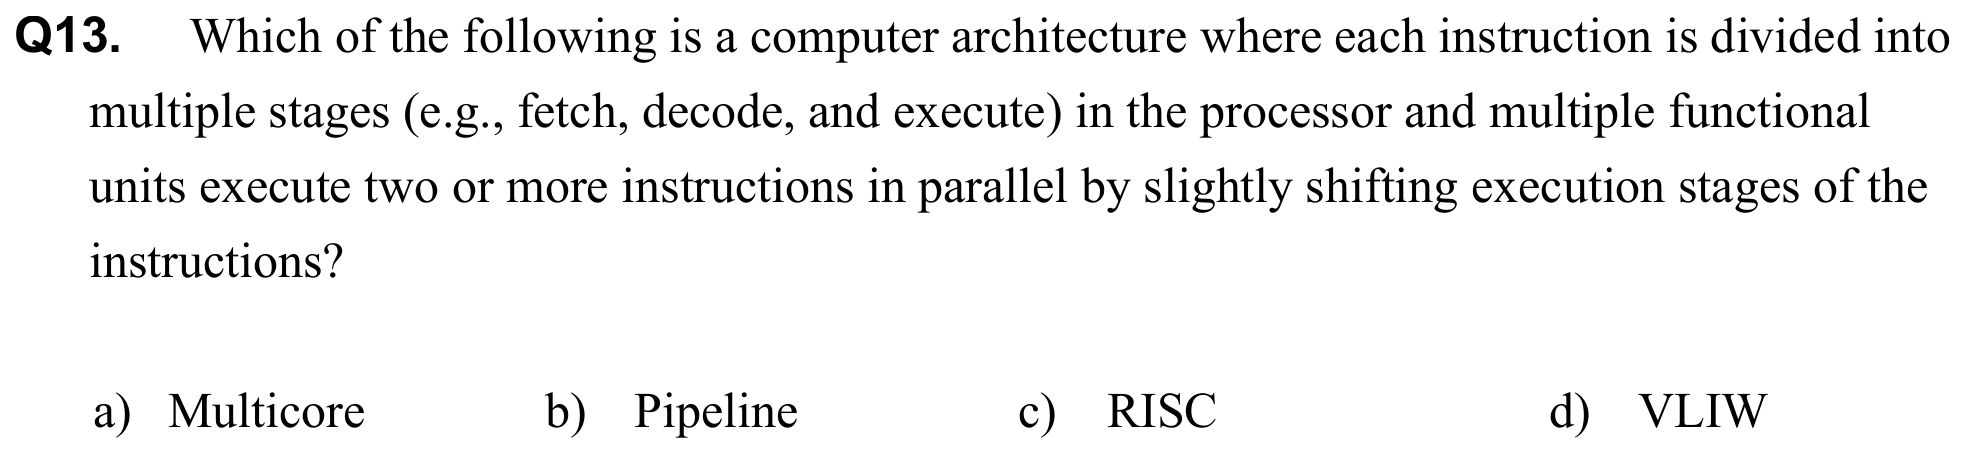 Q13. Which of the following is a computer architecture where each instruction is divided into
multiple stages (e.g., fetch, decode, and execute) in the processor and multiple functional
units execute two or more instructions in parallel by slightly shifting execution stages of the
instructions?
a) Multicore b) Pipeline c) RISC d) VLIW